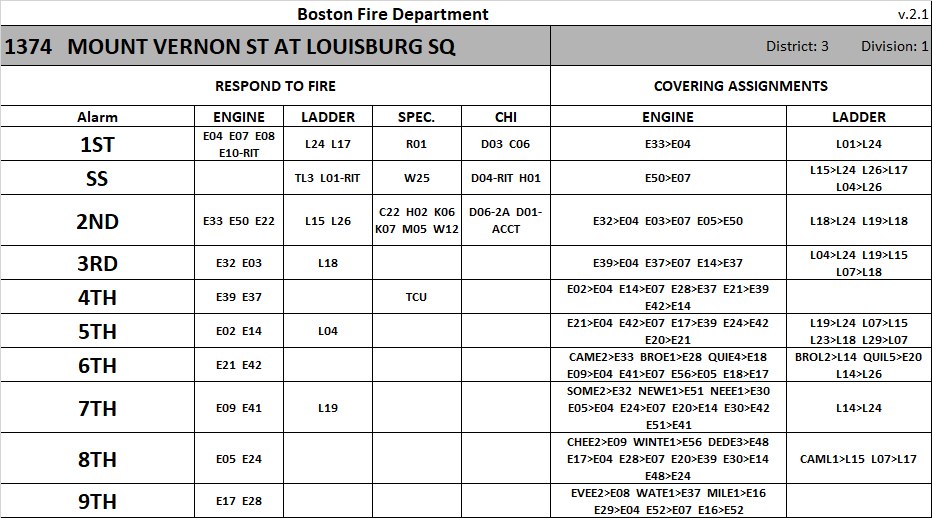 Boston Fire Department v.2.1
1374 MOUNT VERNON ST AT LOUISBURG SQ District: 3 Division: 1
RESPOND TO FIRE COVERING ASSIGNMENTS
Alarm ENGINE LADDER SPEC. CHI ENGINE LADDER
1ST E04 E07 E08 L24 L17 R01 D03 C06 E33>E04 L01>L24
E10-RIT
SS TL3 L01-RIT W25 D04-RIT H01 E50>E07 L15>L24 L26>L17
L04>L26
2ND E33 E50 E22 L15 L26 C22 H02 K06 D06-2A D01- E32>E04 E03>E07 E05>E50 L18>L24 L19>L18
K07 M05 W12 ACCT
3RD E32 E03 L18 E39>E04 E37>E07 E14>E37 L04>L24 L19>L15
L07>L18
4TH E39 E37 TCU E02>E04 E14>E07 E28>E37 E21>E39
E42>E14
5TH E02 E14 L04 E21>E04 E42>E07 E17>E39 E24>E42 L19>L24 L07>L15
E20>E21 L23>L18 L29>L07
6TH E21 E42 CAME2>E33 BROE1>E28 QUIE4>E18 BROL2>L14 QUIL5>E20
E09>E04 E41>E07 E56>E05 E18>E17 L14>L26
7TH E09 E41 L19 SOME2>E32 NEWE1>E51 NEEE1>E30 L14>L24
E05>E04 E24>E07 E20>E14 E30>E42
E51>E41
8TH E05 E24 CHEE2>E09 WINTE1>E56 DEDE3>E48 CAML1>L15 L07>L17
E17>E04 E28>E07 E20>E39 E30>E14
E48>E24
9TH E17 E28 EVEE2>E08 WATE1>E37 MILE1>E16
E29>E04 E52>E07 E16>E52